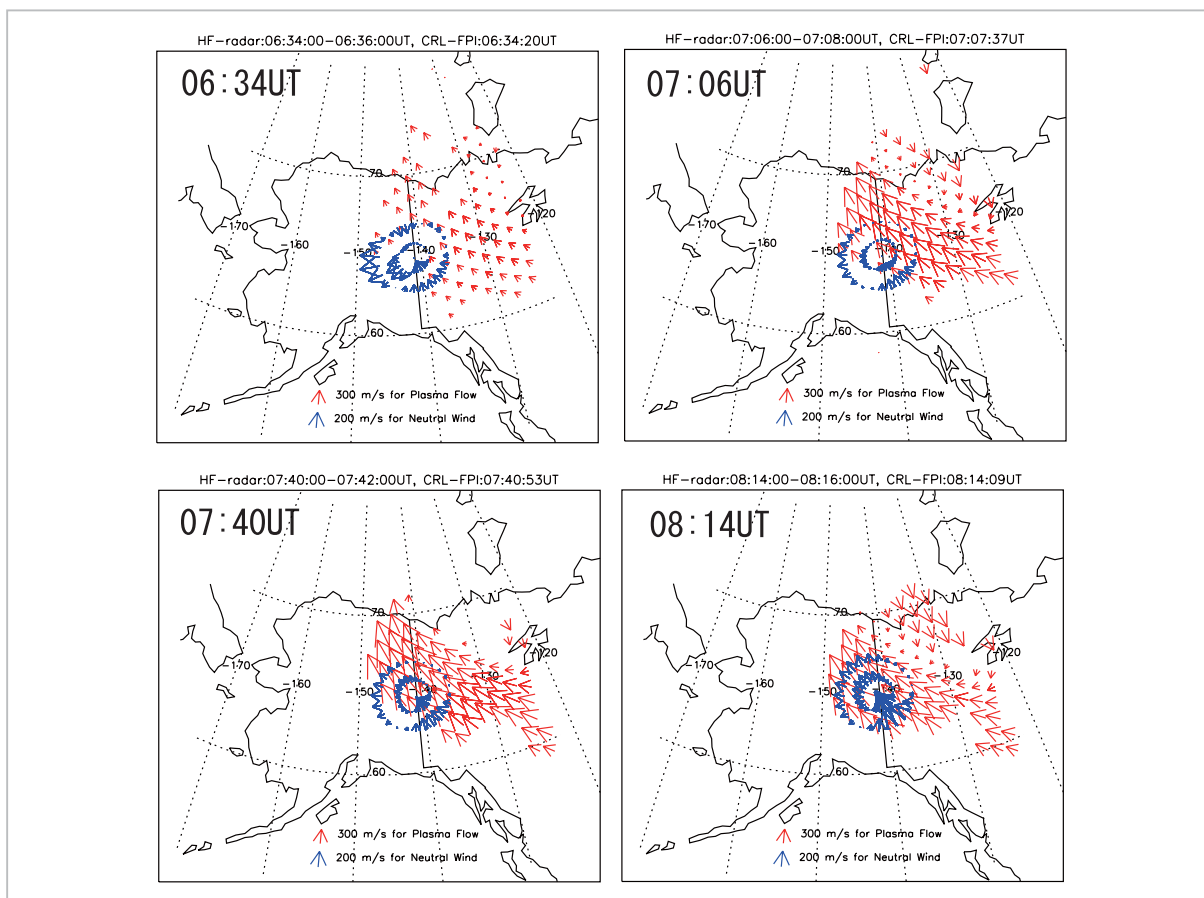 HF-radar:06:34:00-06:36:00UT, CRL-FPI:06:34:20UT
06:34UT
70
-170
-160
-150
-140
-130
-120
60
300 m/s for Plasma Flow
200 m/s for Neutral Wind
HF-radar:07:06:00-07:08:00UT, CRL-FPI:07:07:37UT
07:06UT
70
-170
-160
-150
-140
-130
-120
60
300 m/s for Plasma Flow
200 m/s for Neutral Wind
HF-radar:07:40:00-07:42:00UT, CRL-FPI:07:40:53UT
07:40UT
70
-170
-160
-150
-140
-130
-120
60
300 m/s for Plasma Flow
200 m/s for Neutral Wind
HF-radar:08:14:00-08:16:00UT, CRL-FPI:08:14:09UT
08:14UT
70
-170
-160
-150
-140
-130
-120
60
300 m/s for Plasma Flow
200 m/s for Neutral Wind